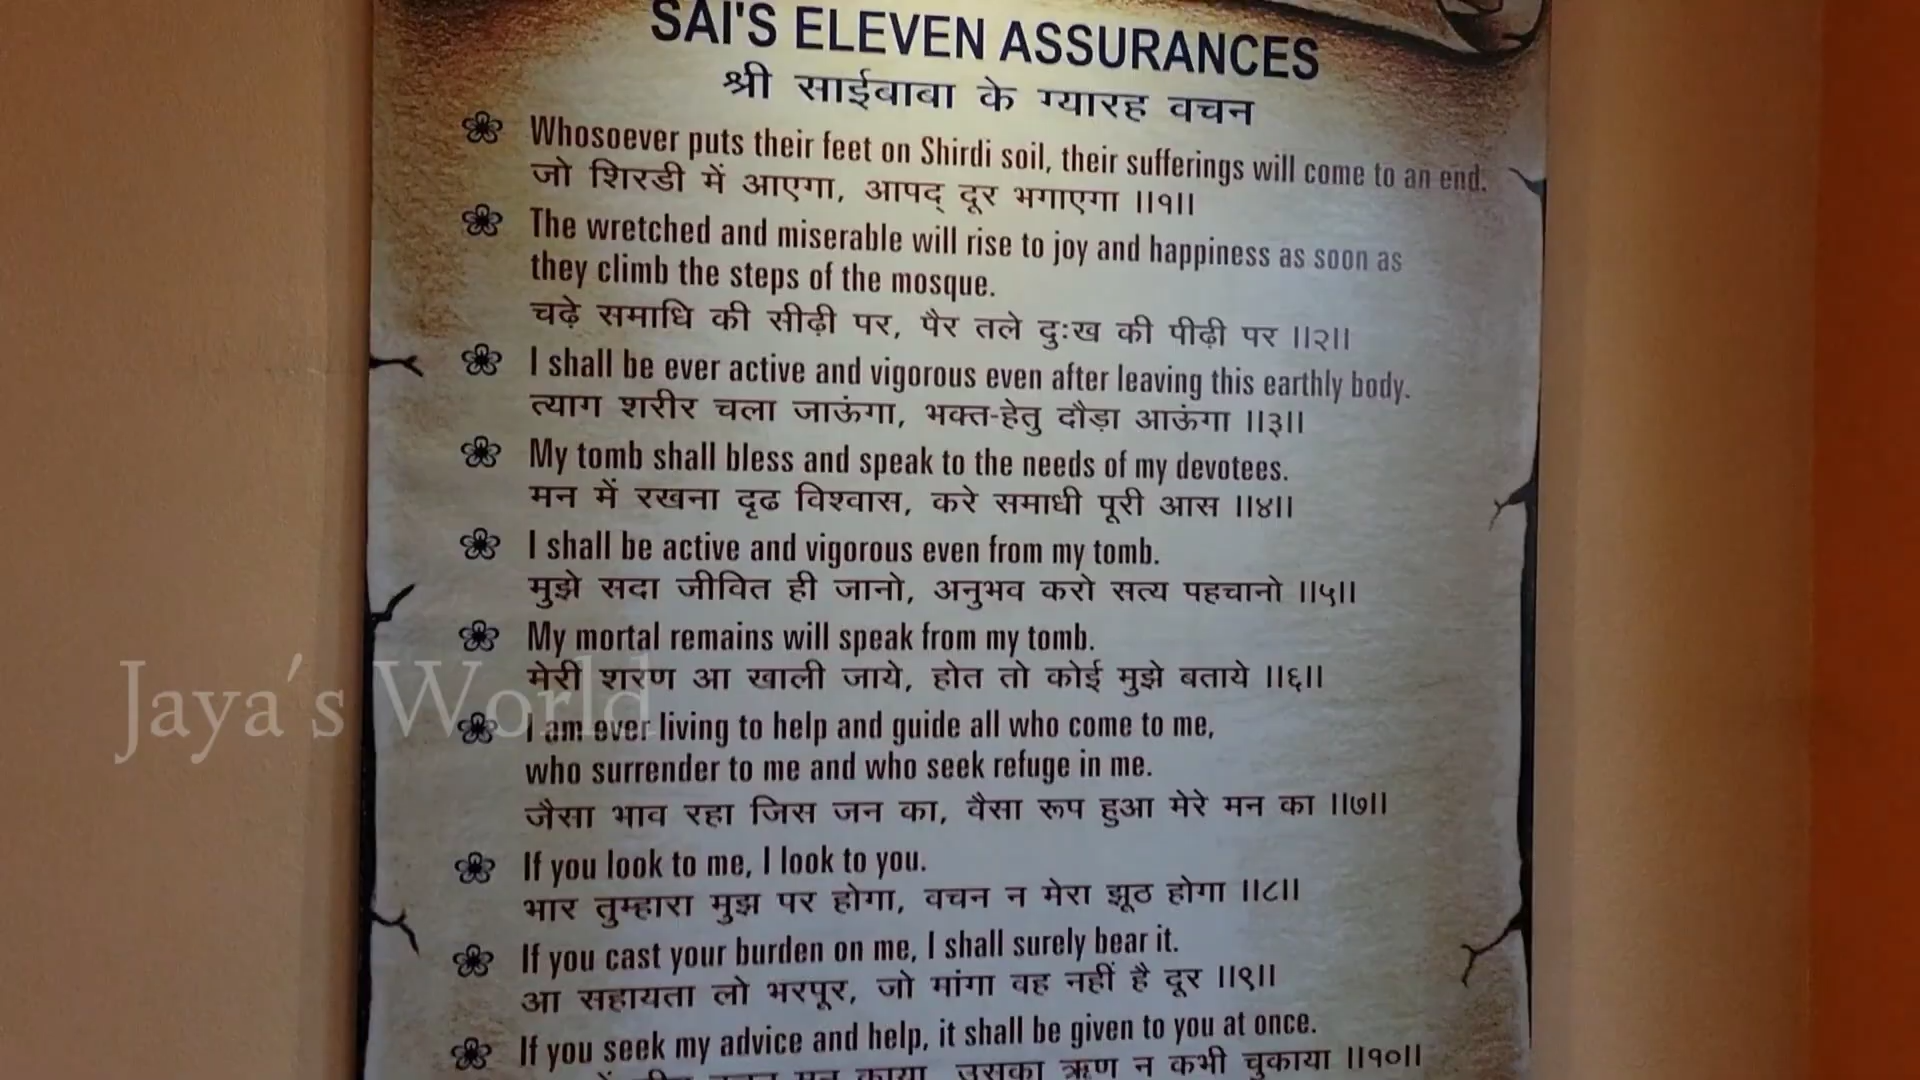 SAI'S ELEVEN ASSURANCES
श्री साईबाबा के ग्यारह वचन
Whosoever puts their feet on Shirdi soil, their sufferings will come to an end.
जो शिरडी में आएगा, आपद् दूर भगाएगा ।।१।।
The wretched and miserable will rise to joy and happiness as soon as
they climb the steps of the mosque.
चढ़े समाधि की सीढ़ी पर, पैर तले दुःख की पीढ़ी पर ।।२।।
I shall be ever active and vigorous even after leaving this earthly body.
त्याग शरीर चला जाऊंगा, भक्त-हेतु दौड़ा आऊंगा ।।३।।
My tomb shall bless and speak to the needs of my devotees.
मन में रखना दृढ विश्वास, करे समाधी पूरी आस ।।४।।
I shall be active and vigorous even from my tomb.
मुझे सदा जीवित ही जानो, अनुभव करो सत्य पहचानो ।।५।।
My mortal remains will speak from my tomb.
मेरी शरण आ खाली जाये, होत तो कोई मुझे बताये ।।६।।
Jaya's World
I am ever living to help and guide all who come to me,
who surrender to me and who seek refuge in me.
जैसा भाव रहा जिस जन का, वैसा रूप हुआ मेरे मन का ।।७।।
If you look to me, I look to you.
भार तुम्हारा मुझ पर होगा, वचन न मेरा झूठ होगा ।।८।।
If you cast your burden on me, I shall surely bear it.
आ सहायता लो भरपूर, जो मांगा वह नहीं है दूर ।।९।।
If you seek my advice and help, it shall be given to you at once.
मन काया, उसका ऋण न कभी चुकाया ।।१०।।